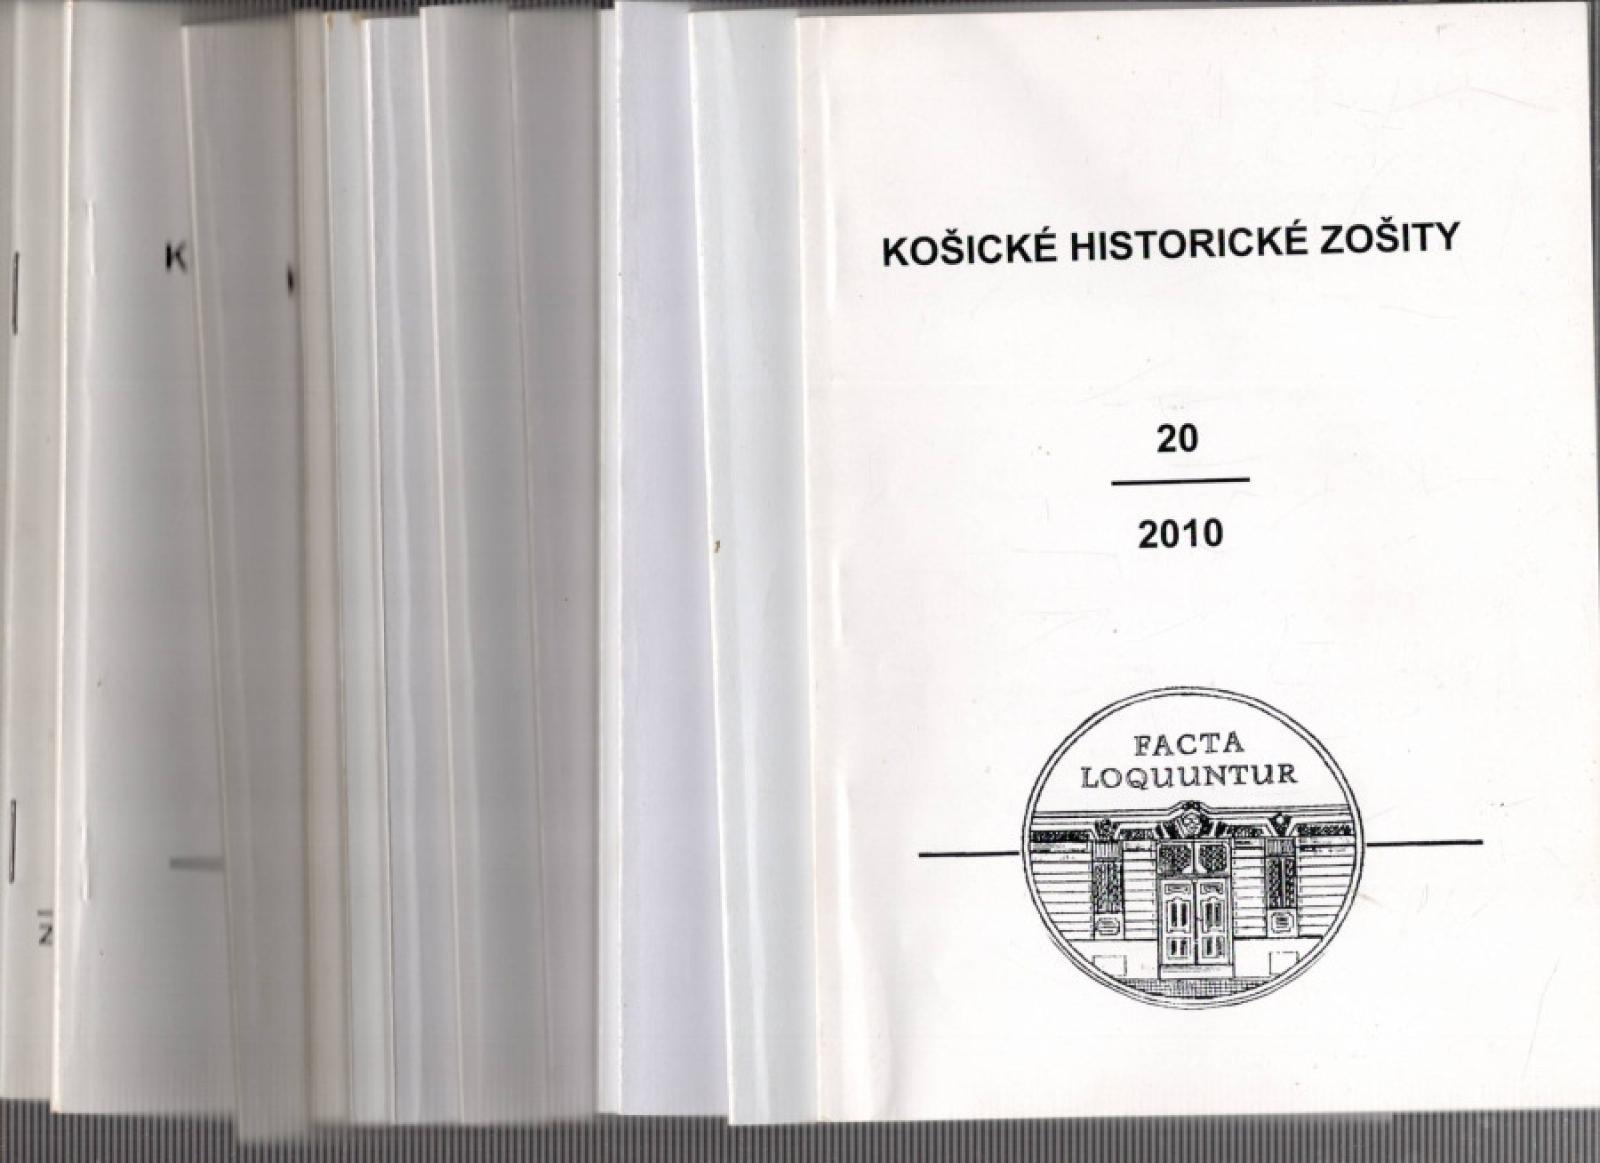 KOŠICKÉ HISTORICKÉ ZOŠITY
20
2010
FACTA
LOQUUNTUR
K